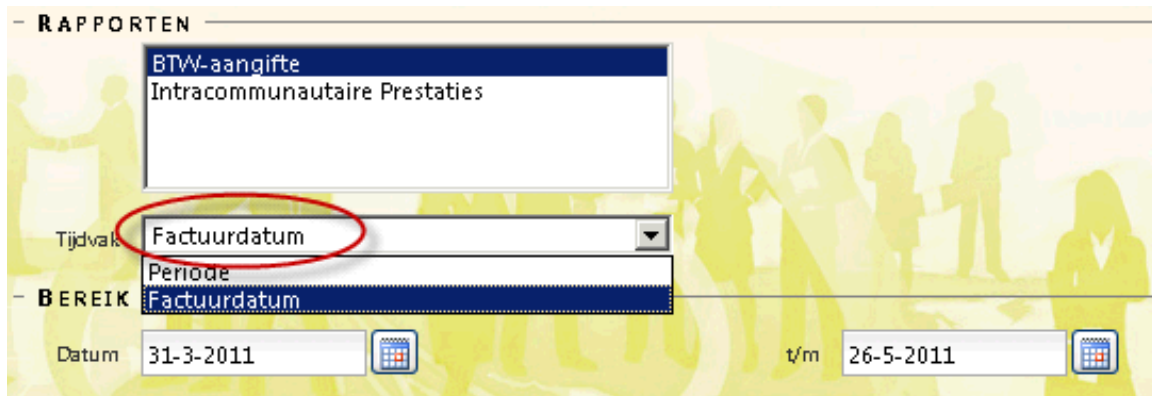 RAPPORTEN
BTW-aangifte
Intracommunautaire Prestaties
Tijdvak Factuurdatum
Periode
BEREIK Factuurdatum
Datum 31-3-2011 t/m 26-5-2011